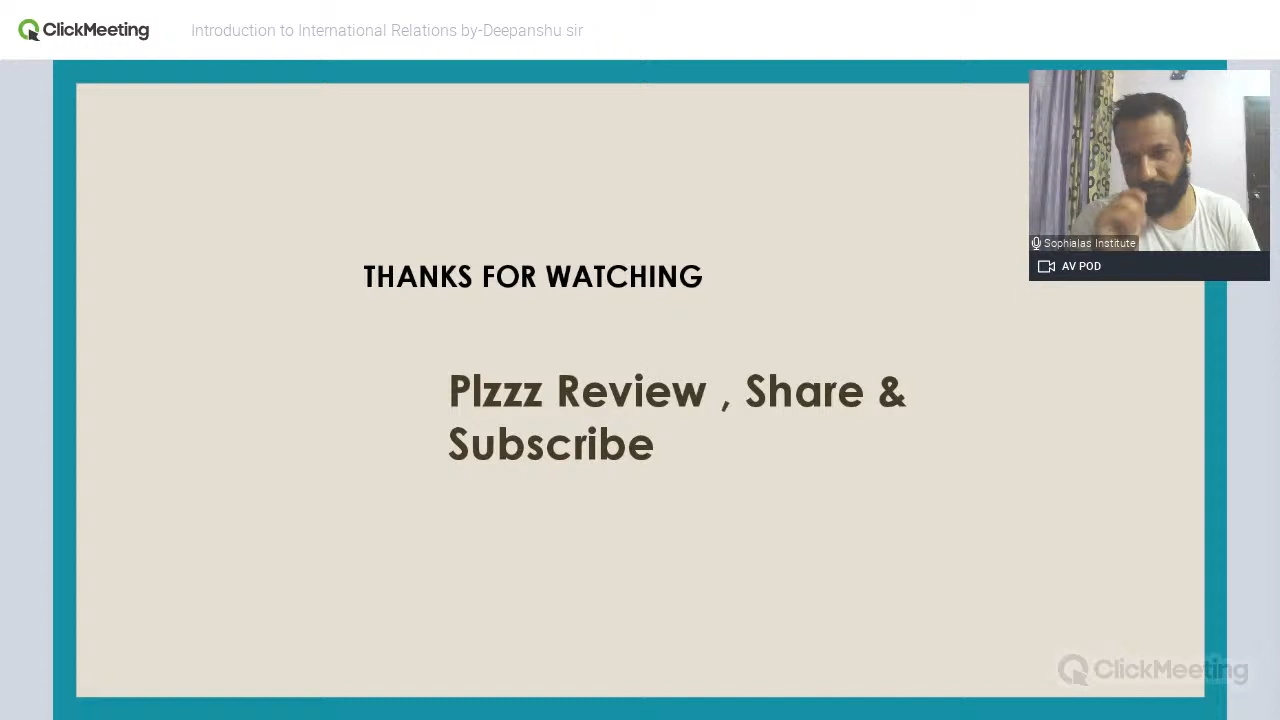 ClickMeeting
Introduction to International Relations by-Deepanshu sir
Sophialas Institute
AV POD
THANKS FOR WATCHING
Plzzz Review , Share &
Subscribe
ClickMeeting